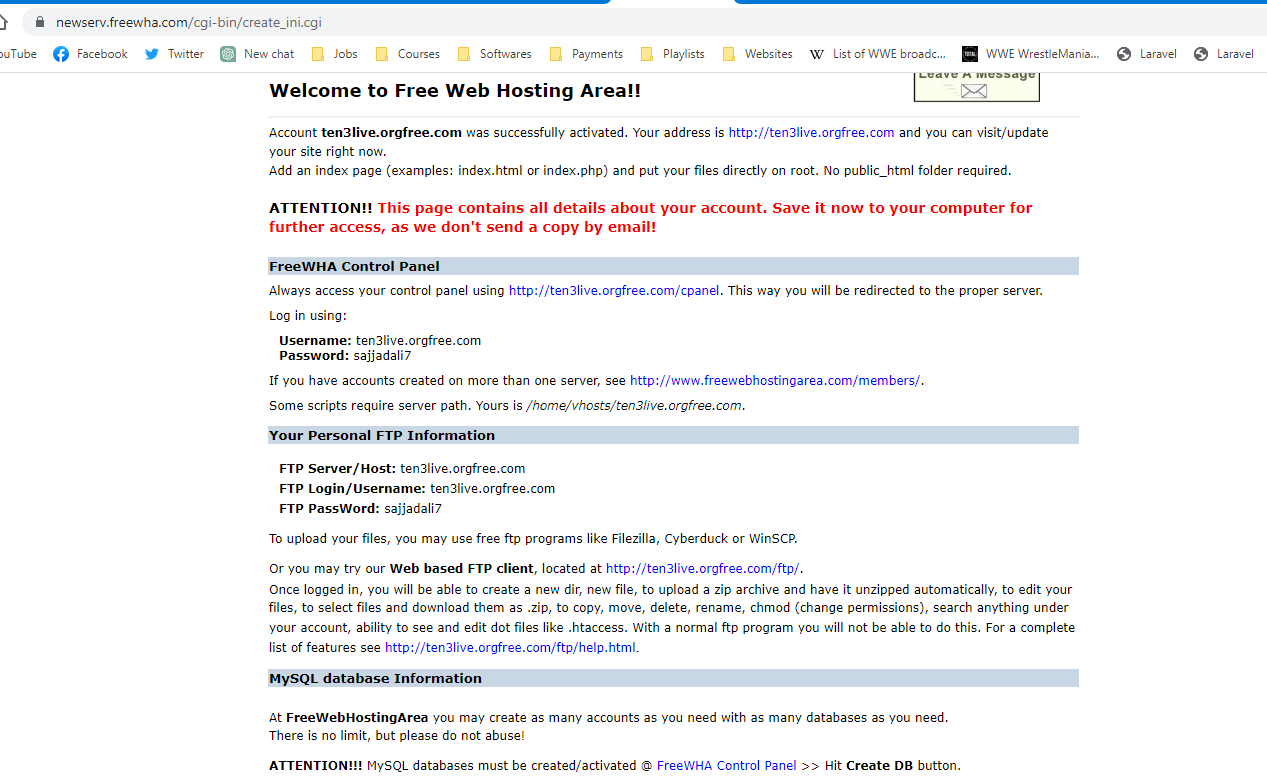 newserv.freewha.com/cgi-bin/create_ini.cgi
ouTube Facebook Twitter New chat Jobs Courses Softwares Payments Playlists Websites W List of WWE broadc... TOTAL WWE WrestleMania... Laravel Laravel
Leave A Message
Welcome to Free Web Hosting Area!!
Account ten3live.orgfree.com was successfully activated. Your address is http://ten3live.orgfree.com and you can visit/update
your site right now.
Add an index page (examples: index.html or index.php) and put your files directly on root. No public_html folder required.
ATTENTION!! This page contains all details about your account. Save it now to your computer for
further access, as we don't send a copy by email!
FreeWHA Control Panel
Always access your control panel using http://ten3live.orgfree.com/cpanel. This way you will be redirected to the proper server.
Log in using:
Username: ten3live.orgfree.com
Password: sajjadali7
If you have accounts created on more than one server, see http://www.freewebhostingarea.com/members/.
Some scripts require server path. Yours is /home/vhosts/ten3live.orgfree.com.
Your Personal FTP Information
FTP Server/Host: ten3live.orgfree.com
FTP Login/Username: ten3live.orgfree.com
FTP PassWord: sajjadali7
To upload your files, you may use free ftp programs like Filezilla, Cyberduck or WinSCP.
Or you may try our Web based FTP client, located at http://ten3live.orgfree.com/ftp/.
Once logged in, you will be able to create a new dir, new file, to upload a zip archive and have it unzipped automatically, to edit your
files, to select files and download them as .zip, to copy, move, delete, rename, chmod (change permissions), search anything under
your account, ability to see and edit dot files like .htaccess. With a normal ftp program you will not be able to do this. For a complete
list of features see http://ten3live.orgfree.com/ftp/help.html.
MySQL database Information
At FreeWebHostingArea you may create as many accounts as you need with as many databases as you need.
There is no limit, but please do not abuse!
ATTENTION!!! MySQL databases must be created/activated @ FreeWHA Control Panel >> Hit Create DB button.